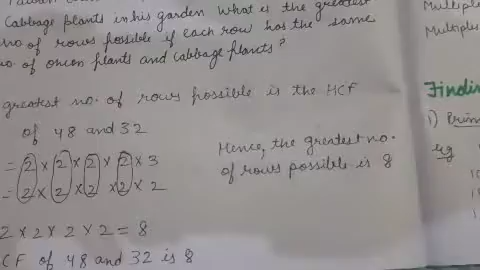 Cabbage plants in his garden. What is the greatest
no. of rows possible if each row has the same
no. of onion plants and cabbage plants?
greatest no. of rows possible is the HCF
of 48 and 32
= 2 × 2 × 2 × 2 × 3
= 2 × 2 × 2 × 2 × 2
2 × 2 × 2 × 2 = 8
CF of 48 and 32 is 8
Hence, the greatest no.
of rows possible is 8
Multiple
Multiple
Findin
1) Prim
eg